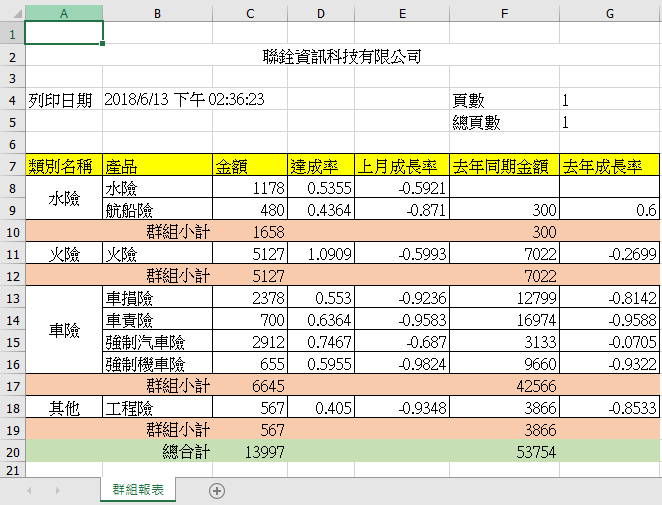 A B C D E F G
1
2 聯銓資訊科技有限公司
3
4 列印日期 2018/6/13 下午 02:36:23 頁數 1
5 總頁數 1
6
7 類別名稱 產品 金額 達成率 上月成長率 去年同期金額 去年成長率
8 水險 水險 1178 0.5355 -0.5921
9 航船險 480 0.4364 -0.871 300 0.6
10 群組小計 1658 300
11 火險 火險 5127 1.0909 -0.5993 7022 -0.2699
12 群組小計 5127 7022
13 車險 車損險 2378 0.553 -0.9236 12799 -0.8142
14 車責險 700 0.6364 -0.9583 16974 -0.9588
15 強制汽車險 2912 0.7467 -0.687 3133 -0.0705
16 強制機車險 655 0.5955 -0.9824 9660 -0.9322
17 群組小計 6645 42566
18 其他 工程險 567 0.405 -0.9348 3866 -0.8533
19 群組小計 567 3866
20 總合計 13997 53754
21
群組報表